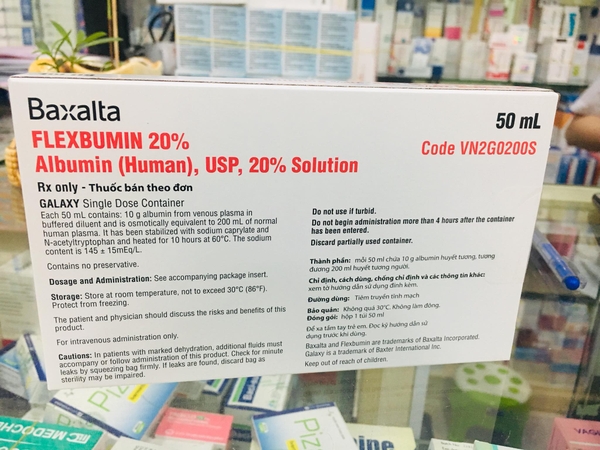 Baxalta
50 mL
FLEXBUMIN 20%
Code VN2G0200S
Albumin (Human), USP, 20% Solution
Rx only - Thuốc bán theo đơn
GALAXY Single Dose Container
Each 50 mL contains: 10 g albumin from venous plasma in
buffered diluent and is osmotically equivalent to 200 mL of normal
human plasma. It has been stabilized with sodium caprylate and
N-acetyltryptophan and heated for 10 hours at 60°C. The sodium
content is 145 ± 15mEq/L.
Contains no preservative.
Dosage and Administration: See accompanying package insert.
Storage: Store at room temperature, not to exceed 30°C (86°F).
Protect from freezing.
The patient and physician should discuss the risks and benefits of this
product.
For intravenous administration only.
Cautions: In patients with marked dehydration, additional fluids must
accompany or follow administration of this product. Check for minute
leaks by squeezing bag firmly. If leaks are found, discard bag as
sterility may be impaired.
Do not use if turbid.
Do not begin administration more than 4 hours after the container
has been entered.
Discard partially used container.
Thành phần: mỗi 50 ml chứa 10 g albumin huyết tương, tương
đương 200 ml huyết tương người.
Chỉ định, cách dùng, chống chỉ định và các thông tin khác:
xem tờ hướng dẫn sử dụng đính kèm.
Đường dùng: Tiêm truyền tĩnh mạch
Bảo quản: Không quá 30°C. Không làm đông.
Đóng gói: hộp 1 túi 50 ml
Để xa tầm tay trẻ em. Đọc kỹ hướng dẫn sử
dụng trước khi dùng.
Baxalta and Flexbumin are trademarks of Baxalta Incorporated.
Galaxy is a trademark of Baxter International Inc.
Keep out of reach of children.
MEDOCHE
Piz
Piz
ine